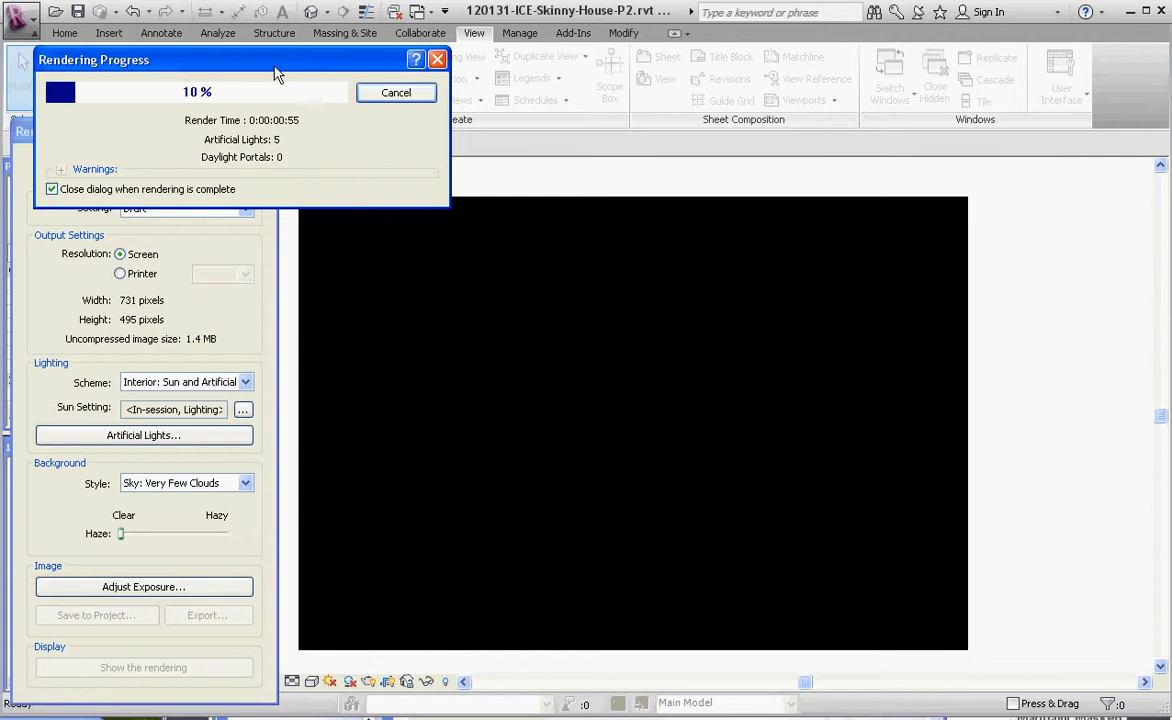 120131-ICE-Skinny-House-P2.rvt ...
Type a keyword or phrase
Sign In
Home
Insert
Annotate
Analyze
Structure
Massing & Site
Collaborate
View
Manage
Add-Ins
Modify
Rendering Progress
10 %
Cancel
Render Time : 0:00:00:55
Artificial Lights: 5
Daylight Portals: 0
Warnings:
Close dialog when rendering is complete
Duplicate View
Legends
Schedules
Scope
Box
Sheet
View
Title Block
Revisions
Guide Grid
Matchline
View Reference
Viewports
Sheet Composition
Switch
Windows
Close
Hidden
Replicate
Cascade
Tile
Windows
User
Interface
Output Settings
Resolution:
Screen
Printer
Width: 731 pixels
Height: 495 pixels
Uncompressed image size: 1.4 MB
Lighting
Scheme: Interior: Sun and Artificial
Sun Setting: <In-session, Lighting>
...
Artificial Lights...
Background
Style: Sky: Very Few Clouds
Clear
Hazy
Haze:
Image
Adjust Exposure...
Save to Project...
Export...
Display
Show the rendering
:0
Main Model
Press & Drag
:0